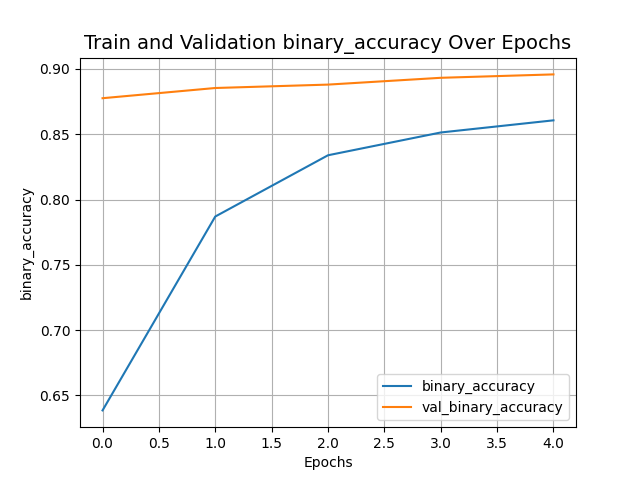 Train and Validation binary_accuracy Over Epochs
0.90
0.85
0.80
0.75
0.70
0.65
binary_accuracy
binary_accuracy
val_binary_accuracy
0.0 0.5 1.0 1.5 2.0 2.5 3.0 3.5 4.0
Epochs